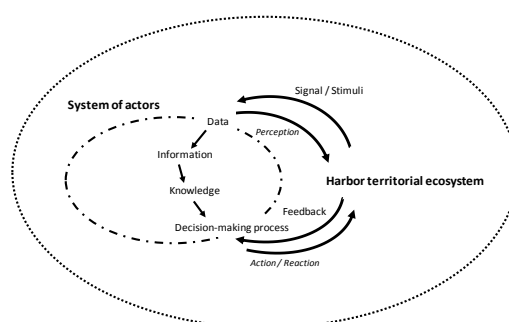 Signal / Stimuli
System of actors
Data
Perception
Information
Harbor territorial ecosystem
Knowledge
Feedback
Decision-making process
Action / Reaction